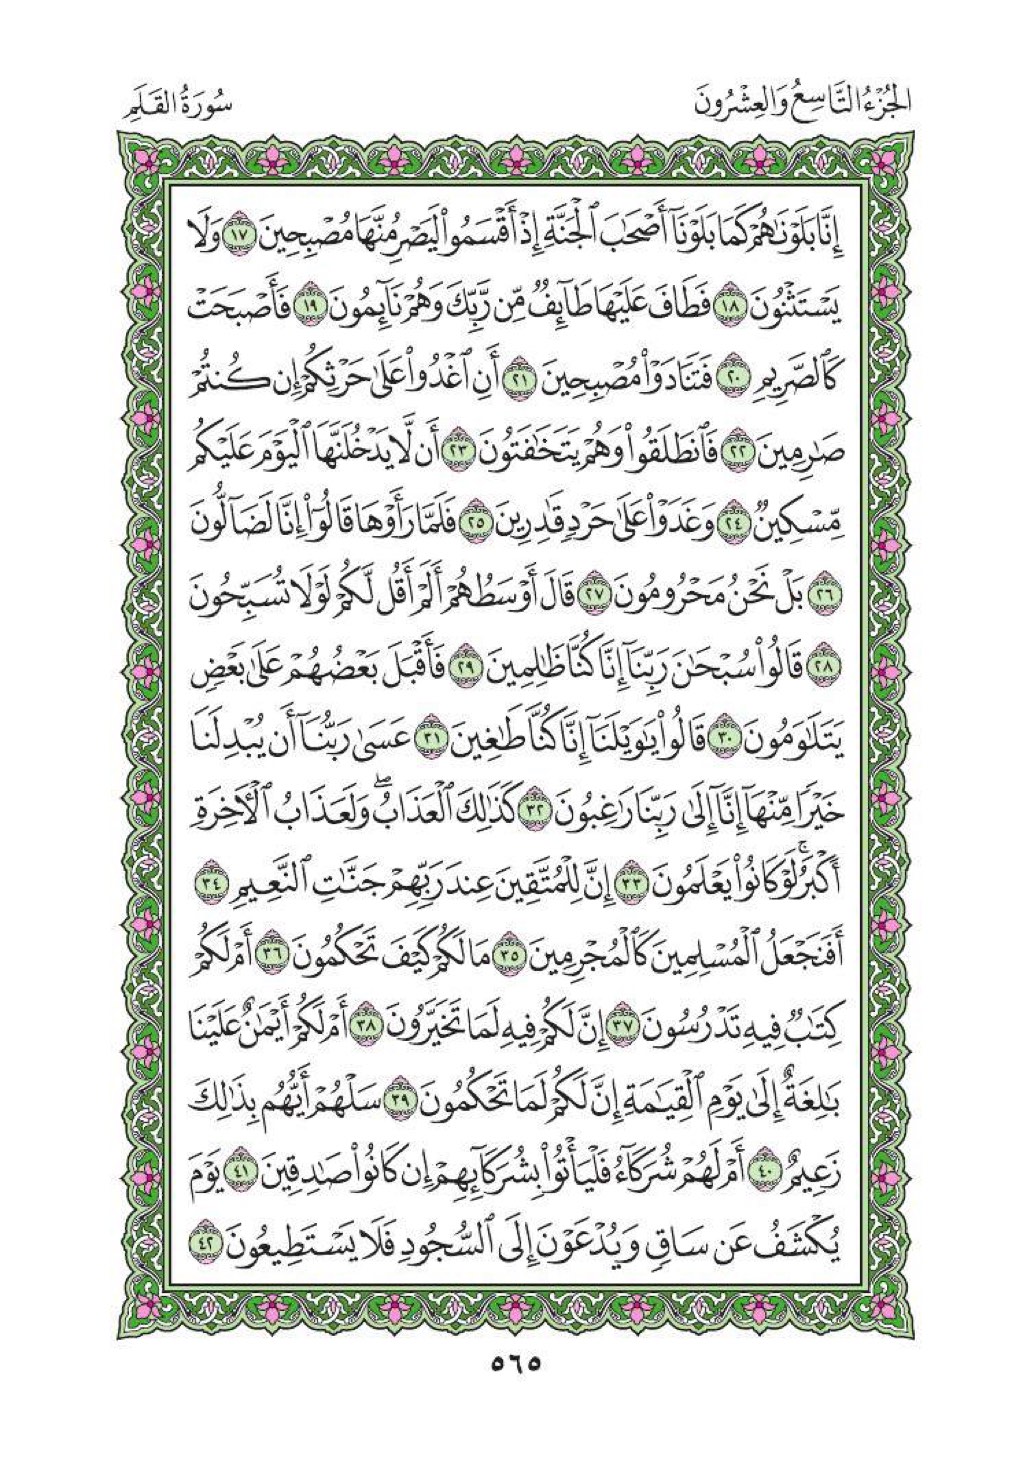 الجُزْءُ التَّاسِعُ وَالعِشْرُونَ
سُورَةُ القَلَمِ
إِنَّا بَلَوْنَٰهُمْ كَمَا بَلَوْنَآ أَصْحَٰبَ ٱلْجَنَّةِ إِذْ أَقْسَمُوا۟ لَيَصْرِمُنَّهَا مُصْبِحِينَ ١٧ وَلَا
يَسْتَثْنُونَ ١٨ فَطَافَ عَلَيْهَا طَآئِفٌ مِّن رَّبِّكَ وَهُمْ نَآئِمُونَ ١٩ فَأَصْبَحَتْ
كَٱلصَّرِيمِ ٢٠ فَتَنَادَوْا۟ مُصْبِحِينَ ٢١ أَنِ ٱغْدُوا۟ عَلَىٰ حَرْثِكُمْ إِن كُنتُمْ
صَٰرِمِينَ ٢٢ فَٱنطَلَقُوا۟ وَهُمْ يَتَخَٰفَتُونَ ٢٣ أَن لَّا يَدْخُلَنَّهَا ٱلْيَوْمَ عَلَيْكُم
مِّسْكِينٌ ٢٤ وَغَدَوْا۟ عَلَىٰ حَرْدٍ قَٰدِرِينَ ٢٥ فَلَمَّا رَأَوْهَا قَالُوٓا۟ إِنَّا لَضَآلُّونَ
٢٦ بَلْ نَحْنُ مَحْرُومُونَ ٢٧ قَالَ أَوْسَطُهُمْ أَلَمْ أَقُل لَّكُمْ لَوْلَا تُسَبِّحُونَ
٢٨ قَالُوا۟ سُبْحَٰنَ رَبِّنَآ إِنَّا كُنَّا ظَٰلِمِينَ ٢٩ فَأَقْبَلَ بَعْضُهُمْ عَلَىٰ بَعْضٍ
يَتَلَٰوَمُونَ ٣٠ قَالُوا۟ يَٰوَيْلَنَآ إِنَّا كُنَّا طَٰغِينَ ٣١ عَسَىٰ رَبُّنَآ أَن يُبْدِلَنَا
خَيْرًا مِّنْهَآ إِنَّآ إِلَىٰ رَبِّنَا رَٰغِبُونَ ٣٢ كَذَٰلِكَ ٱلْعَذَابُ ۖ وَلَعَذَابُ ٱلْـَٔاخِرَةِ
أَكْبَرُ ۚ لَوْ كَانُوا۟ يَعْلَمُونَ ٣٣ إِنَّ لِلْمُتَّقِينَ عِندَ رَبِّهِمْ جَنَّٰتِ ٱلنَّعِيمِ ٣٤
أَفَنَجْعَلُ ٱلْمُسْلِمِينَ كَٱلْمُجْرِمِينَ ٣٥ مَا لَكُمْ كَيْفَ تَحْكُمُونَ ٣٦ أَمْ لَكُمْ
كِتَٰبٌ فِيهِ تَدْرُسُونَ ٣٧ إِنَّ لَكُمْ فِيهِ لَمَا تَخَيَّرُونَ ٣٨ أَمْ لَكُمْ أَيْمَٰنٌ عَلَيْنَا
بَٰلِغَةٌ إِلَىٰ يَوْمِ ٱلْقِيَٰمَةِ إِنَّ لَكُمْ لَمَا تَحْكُمُونَ ٣٩ سَلْهُمْ أَيُّهُم بِذَٰلِكَ
زَعِيمٌ ٤٠ أَمْ لَهُمْ شُرَكَآءُ فَلْيَأْتُوا۟ بِشُرَكَآئِهِمْ إِن كَانُوا۟ صَٰدِقِينَ ٤١ يَوْمَ
يُكْشَفُ عَن سَاقٍ وَيُدْعَوْنَ إِلَى ٱلسُّجُودِ فَلَا يَسْتَطِيعُونَ ٤٢
٥٦٥